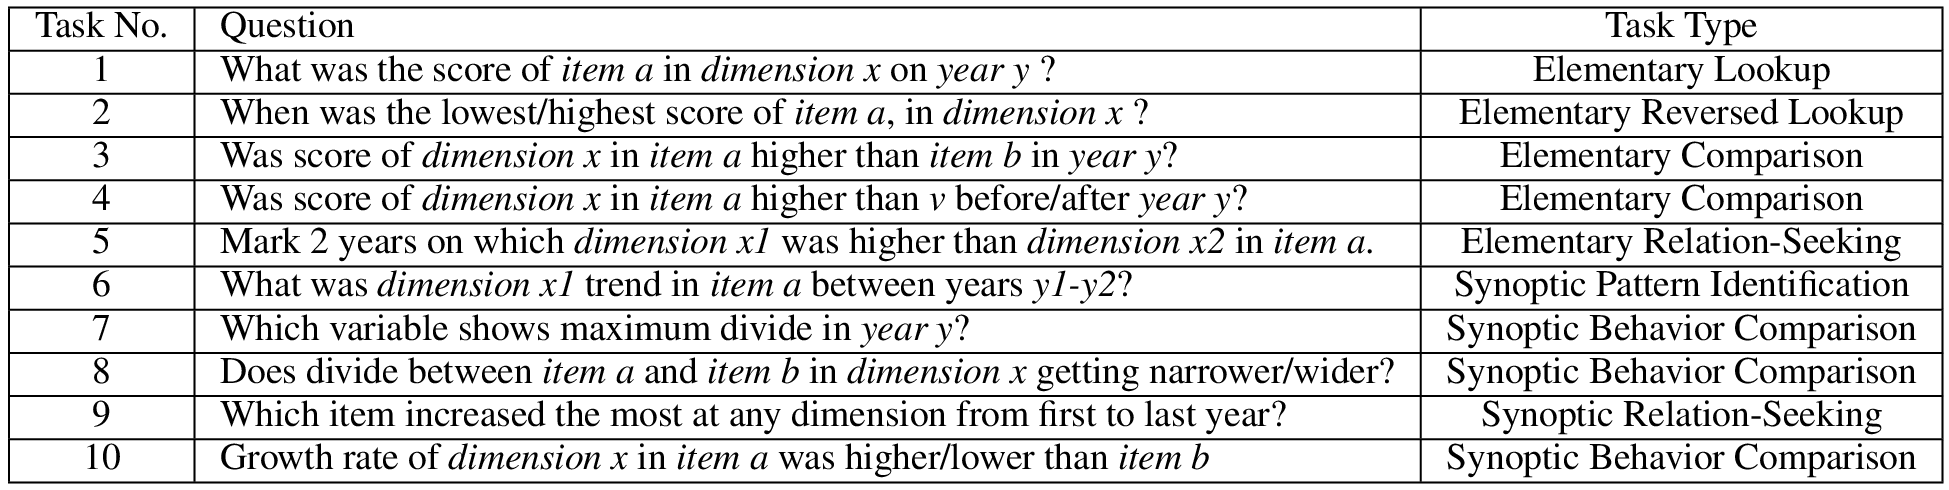 Task No. Question Task Type
1 What was the score of item a in dimension x on year y ? Elementary Lookup
2 When was the lowest/highest score of item a, in dimension x ? Elementary Reversed Lookup
3 Was score of dimension x in item a higher than item b in year y? Elementary Comparison
4 Was score of dimension x in item a higher than v before/after year y? Elementary Comparison
5 Mark 2 years on which dimension x1 was higher than dimension x2 in item a. Elementary Relation-Seeking
6 What was dimension x1 trend in item a between years y1-y2? Synoptic Pattern Identification
7 Which variable shows maximum divide in year y? Synoptic Behavior Comparison
8 Does divide between item a and item b in dimension x getting narrower/wider? Synoptic Behavior Comparison
9 Which item increased the most at any dimension from first to last year? Synoptic Relation-Seeking
10 Growth rate of dimension x in item a was higher/lower than item b Synoptic Behavior Comparison